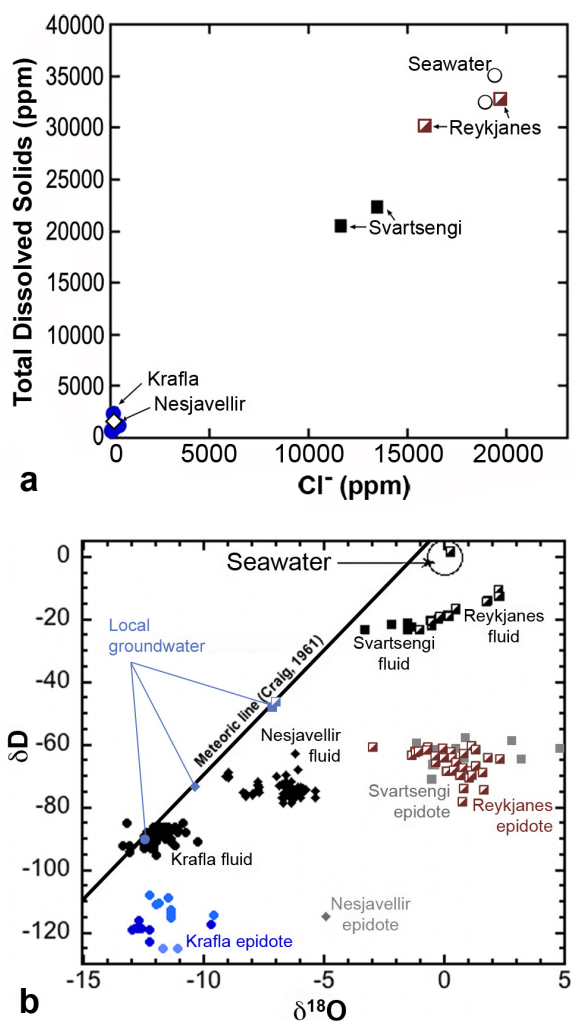 40000
35000
30000
25000
20000
15000
10000
5000
0
Total Dissolved Solids (ppm)
Seawater
Reykjanes
Svartsengi
Krafla
Nesjavellir
0
5000
10000
15000
20000
Cl⁻ (ppm)
a
0
-20
-40
-60
-80
-100
-120
δD
Seawater
Local
groundwater
Meteoric line (Craig, 1961)
Reykjanes
fluid
Svartsengi
fluid
Nesjavellir
fluid
Svartsengi
epidote
Reykjanes
epidote
Krafla fluid
Nesjavellir
epidote
Krafla epidote
-15
-10
-5
0
5
δ¹⁸O
b